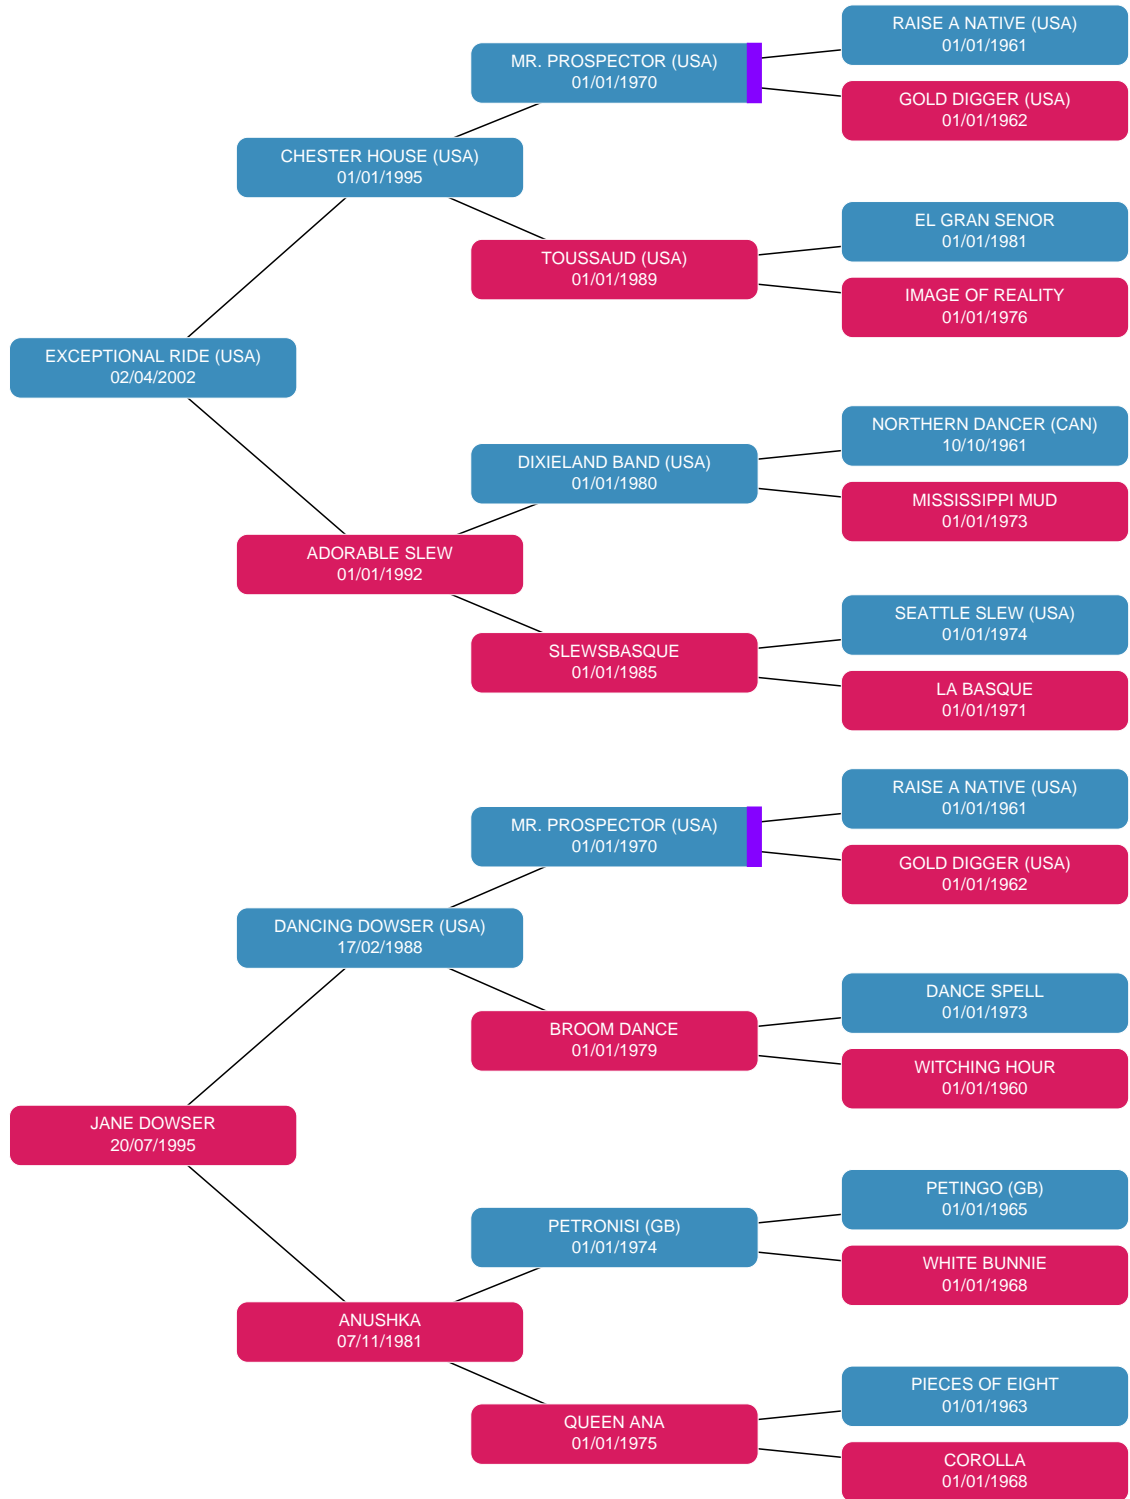 RAISE A NATIVE (USA)
01/01/1961
MR. PROSPECTOR (USA)
01/01/1970
GOLD DIGGER (USA)
01/01/1962
CHESTER HOUSE (USA)
01/01/1995
EL GRAN SENOR
01/01/1981
TOUSSAUD (USA)
01/01/1989
IMAGE OF REALITY
01/01/1976
EXCEPTIONAL RIDE (USA)
02/04/2002
NORTHERN DANCER (CAN)
10/10/1961
DIXIELAND BAND (USA)
01/01/1980
MISSISSIPPI MUD
01/01/1973
ADORABLE SLEW
01/01/1992
SEATTLE SLEW (USA)
01/01/1974
SLEWSBASQUE
01/01/1985
LA BASQUE
01/01/1971
RAISE A NATIVE (USA)
01/01/1961
MR. PROSPECTOR (USA)
01/01/1970
GOLD DIGGER (USA)
01/01/1962
DANCING DOWSER (USA)
17/02/1988
DANCE SPELL
01/01/1973
BROOM DANCE
01/01/1979
WITCHING HOUR
01/01/1960
JANE DOWSER
20/07/1995
PETINGO (GB)
01/01/1965
PETRONISI (GB)
01/01/1974
WHITE BUNNIE
01/01/1968
ANUSHKA
07/11/1981
PIECES OF EIGHT
01/01/1963
QUEEN ANA
01/01/1975
COROLLA
01/01/1968